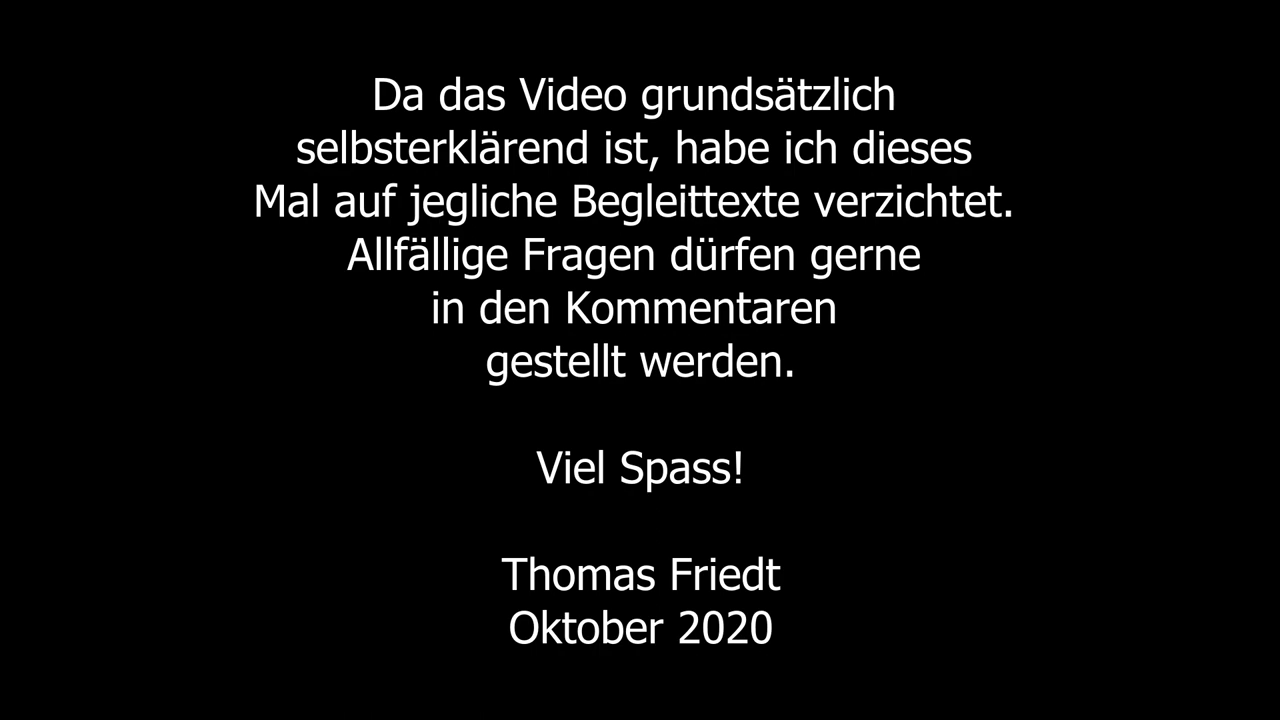 Da das Video grundsätzlich
selbsterklärend ist, habe ich dieses
Mal auf jegliche Begleittexte verzichtet.
Allfällige Fragen dürfen gerne
in den Kommentaren
gestellt werden.
Viel Spass!
Thomas Friedt
Oktober 2020